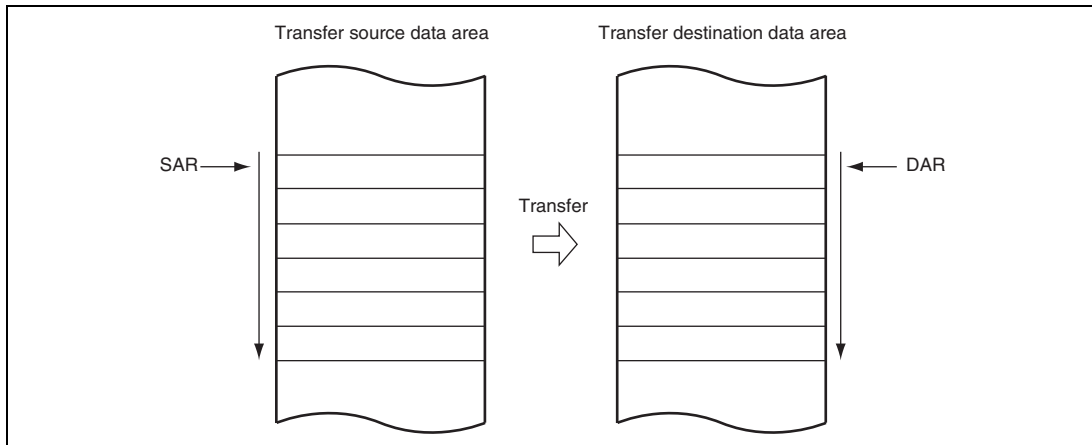 Transfer source data area
Transfer destination data area
SAR
DAR
Transfer